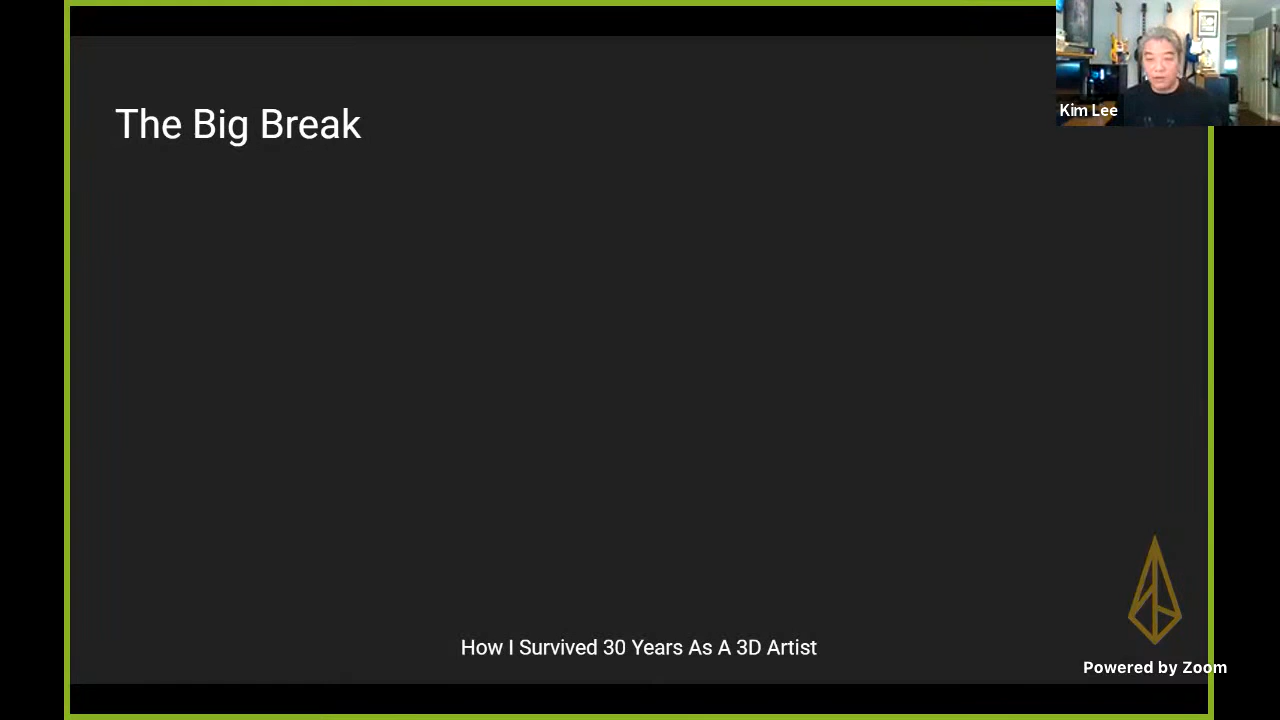 The Big Break
Kim Lee
How I Survived 30 Years As A 3D Artist
Powered by Zoom